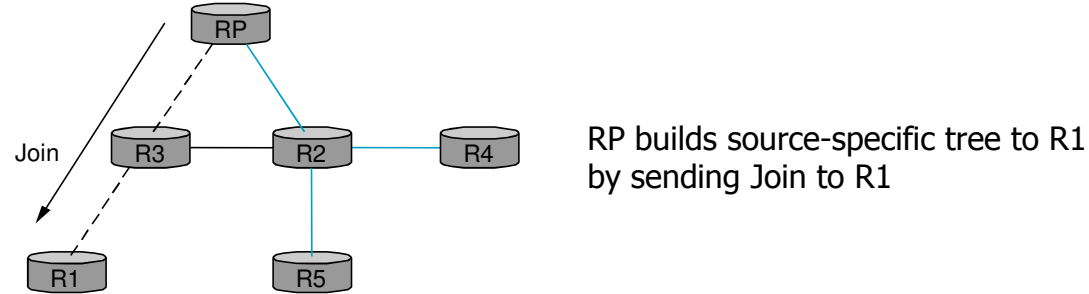 RP
Join
R3
R2
R4
RP builds source-specific tree to R1
by sending Join to R1
R1
R5